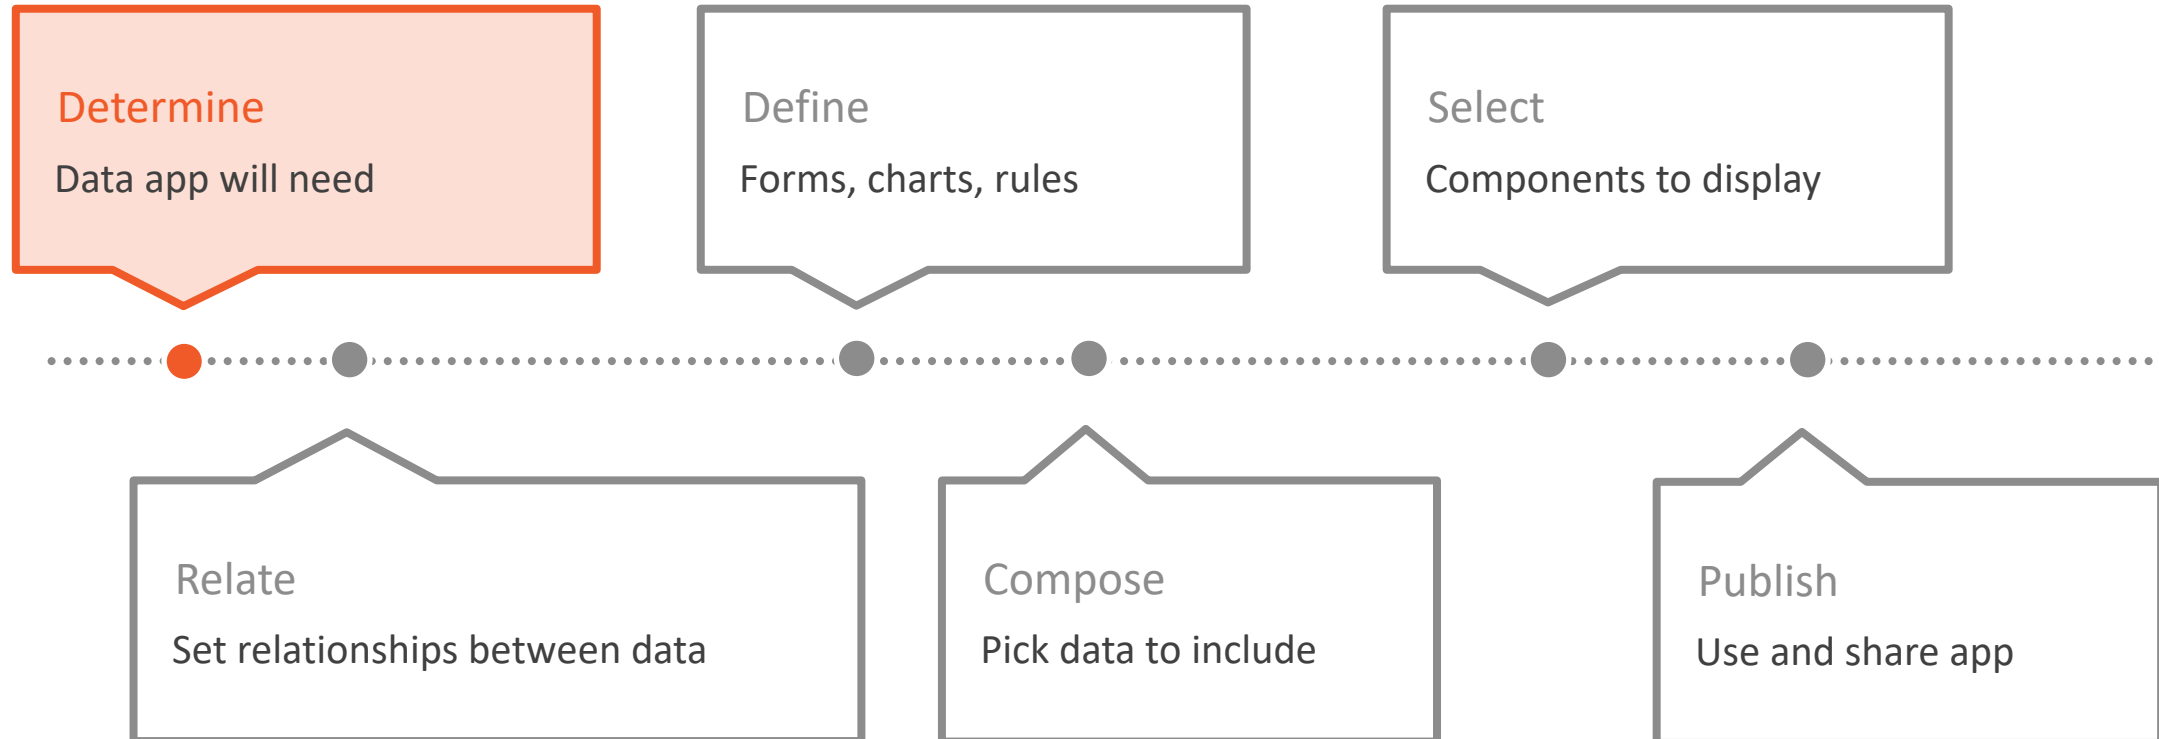 Determine
Data app will need
Define
Forms, charts, rules
Select
Components to display
Relate
Set relationships between data
Compose
Pick data to include
Publish
Use and share app